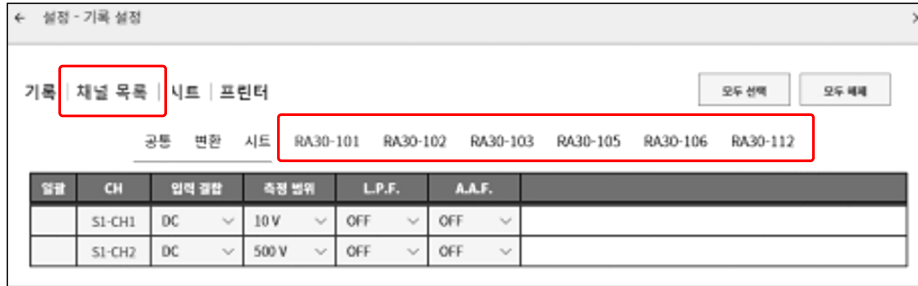 ← 설정 - 기록 설정
기록 | 채널 목록 | 시트 | 프린터 모두 선택 모두 해제
공통 변환 시트 RA30-101 RA30-102 RA30-103 RA30-105 RA30-106 RA30-112
일괄 CH 입력 결합 측정 범위 L.P.F. A.A.F.
S1-CH1 DC 10 V OFF OFF
S1-CH2 DC 500 V OFF OFF